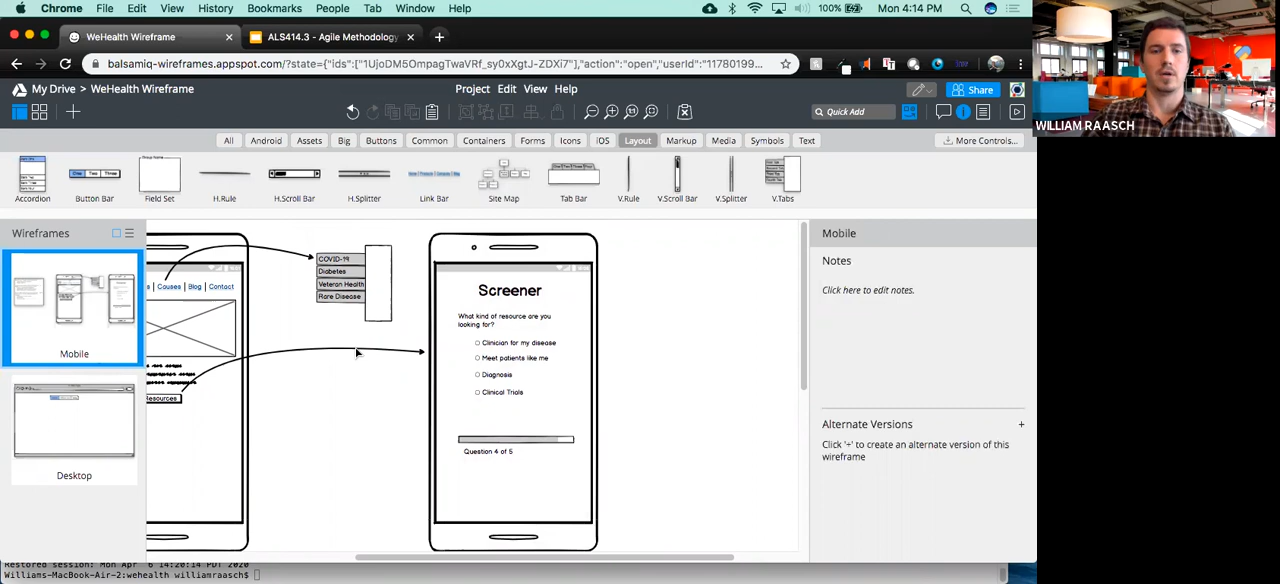 Chrome File Edit View History Bookmarks People Tab Window Help
100% Mon 4:14 PM
WeHealth Wireframe
ALS414.3 - Agile Methodology
balsamiq-wireframes.appspot.com/?state={"ids":["1UjoDM5OmpagTwaVRf_sy0xXgtJ-ZDXi7"],"action":"open","userId":"11780199...
My Drive > WeHealth Wireframe
Project Edit View Help
Share
Quick Add
All Android Assets Big Buttons Common Containers Forms Icons iOS Layout Markup Media Symbols Text
More Controls...
Accordion Button Bar Field Set H.Rule H.Scroll Bar H.Splitter Link Bar Site Map Tab Bar V.Rule V.Scroll Bar V.Splitter V.Tabs
Wireframes
Mobile
Desktop
s Causes Blog Contact
Resources
COVID-19
Diabetes
Veteran Health
Rare Disease
Screener
What kind of resource are you
looking for?
Clinician for my disease
Meet patients like me
Diagnosis
Clinical Trials
Question 4 of 5
Mobile
Notes
Click here to edit notes.
Alternate Versions +
Click '+' to create an alternate version of this
wireframe
Restored session: Mon Apr 6 14:20:14 PDT 2020
Williams-MacBook-Air-2:wehealth williamraasch$
WILLIAM RAASCH